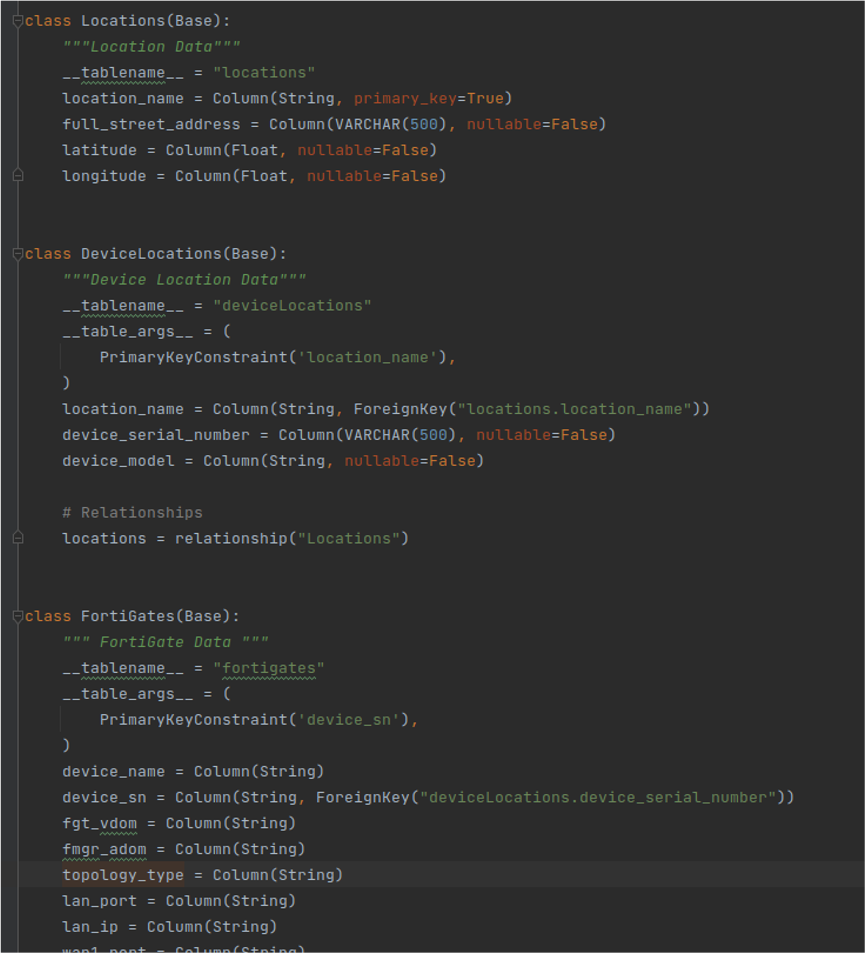 class Locations(Base):
    """Location Data"""
    __tablename__ = "locations"
    location_name = Column(String, primary_key=True)
    full_street_address = Column(VARCHAR(500), nullable=False)
    latitude = Column(Float, nullable=False)
    longitude = Column(Float, nullable=False)
class DeviceLocations(Base):
    """Device Location Data"""
    __tablename__ = "deviceLocations"
    __table_args__ = (
        PrimaryKeyConstraint('location_name'),
    )
    location_name = Column(String, ForeignKey("locations.location_name"))
    device_serial_number = Column(VARCHAR(500), nullable=False)
    device_model = Column(String, nullable=False)
    # Relationships
    locations = relationship("Locations")
class FortiGates(Base):
    """ FortiGate Data """
    __tablename__ = "fortigates"
    __table_args__ = (
        PrimaryKeyConstraint('device_sn'),
    )
    device_name = Column(String)
    device_sn = Column(String, ForeignKey("deviceLocations.device_serial_number"))
    fgt_vdom = Column(String)
    fmgr_adom = Column(String)
    topology_type = Column(String)
    lan_port = Column(String)
    lan_ip = Column(String)
    wan1_port = Column(String)